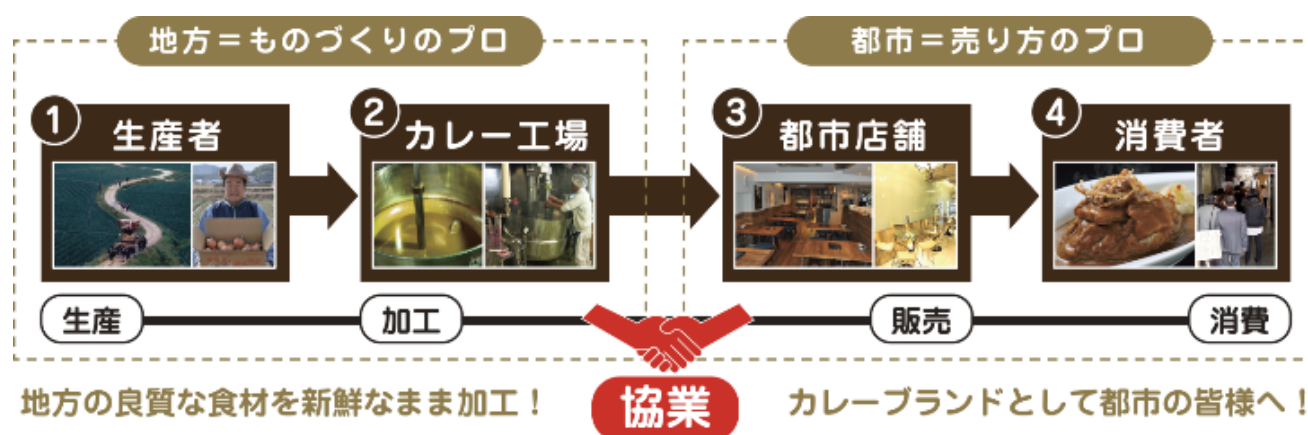 地方＝ものづくりのプロ
都市＝売り方のプロ
1 生産者
2 カレー工場
3 都市店舗
4 消費者
生産
加工
販売
消費
地方の良質な食材を新鮮なまま加工！
協業
カレーブランドとして都市の皆様へ！